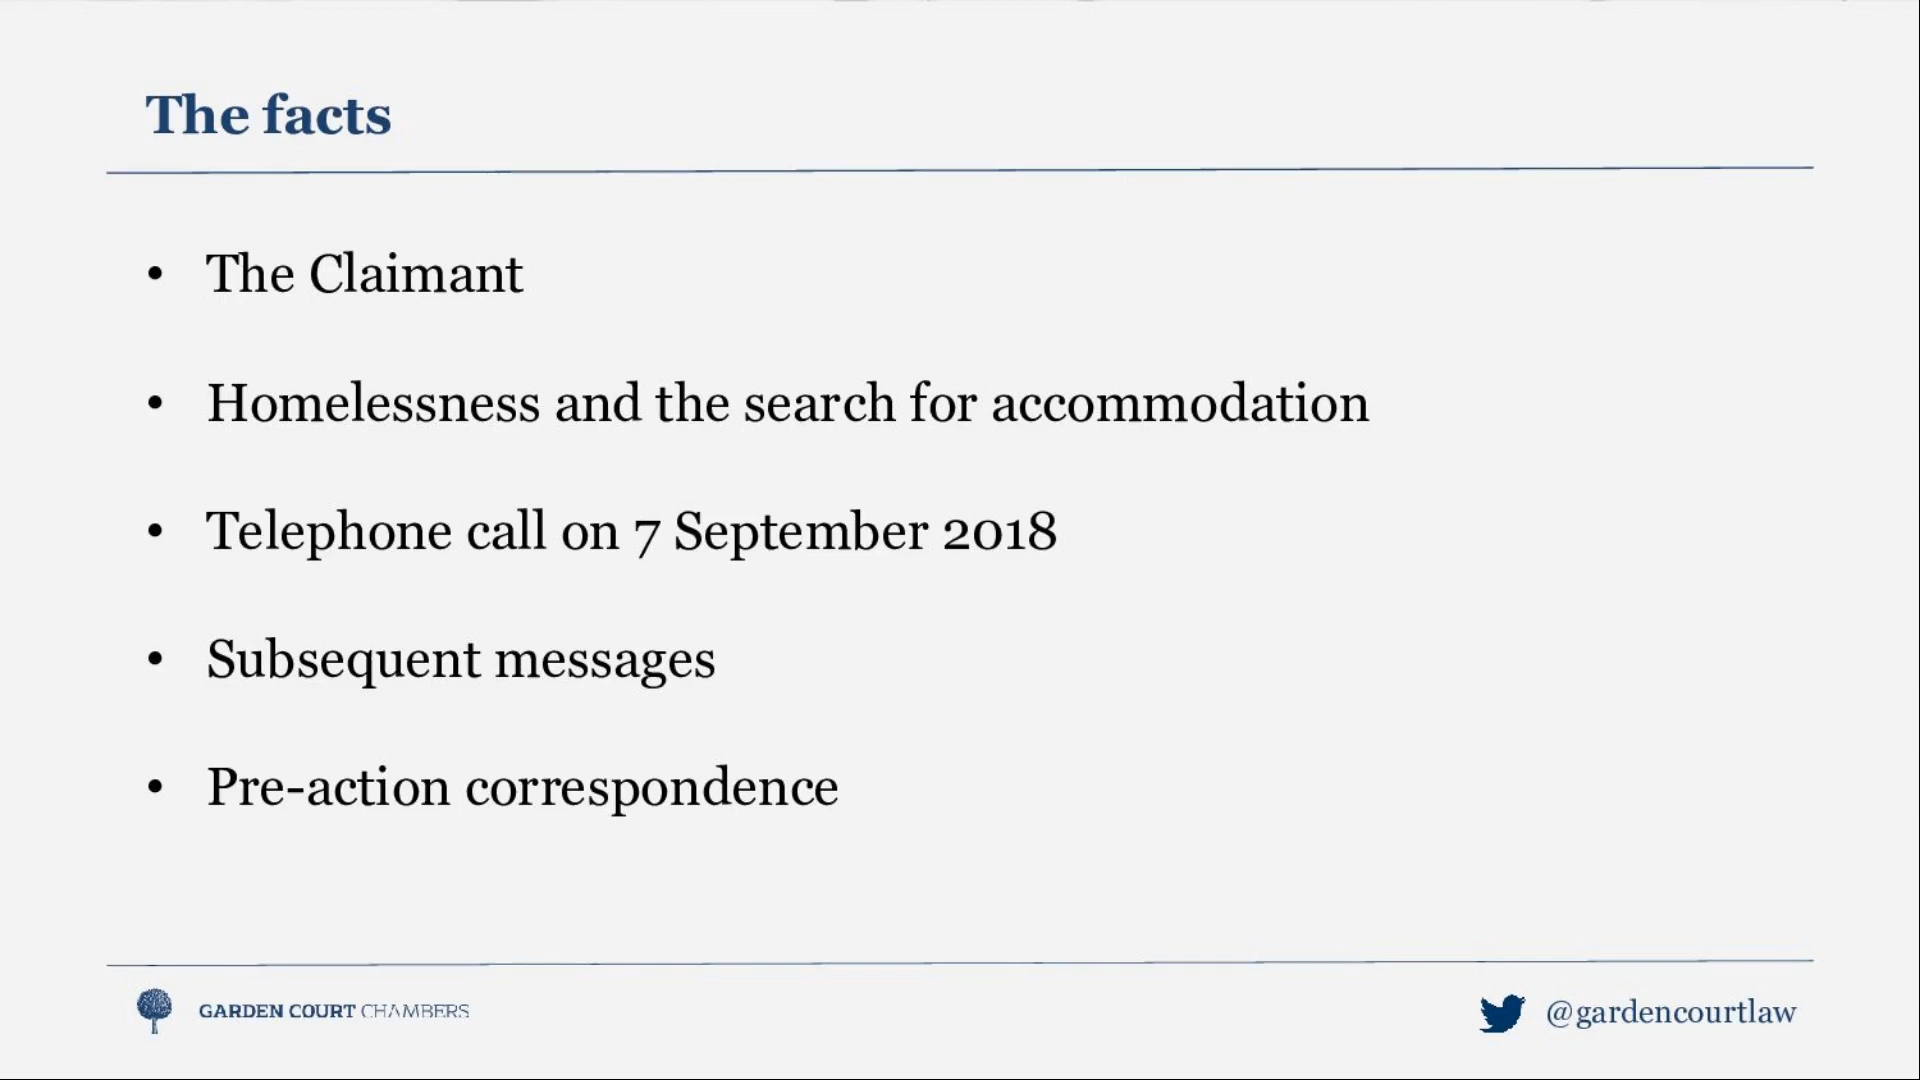 The facts
• The Claimant
• Homelessness and the search for accommodation
• Telephone call on 7 September 2018
• Subsequent messages
• Pre-action correspondence
GARDEN COURT CHAMBERS
@gardencourtlaw